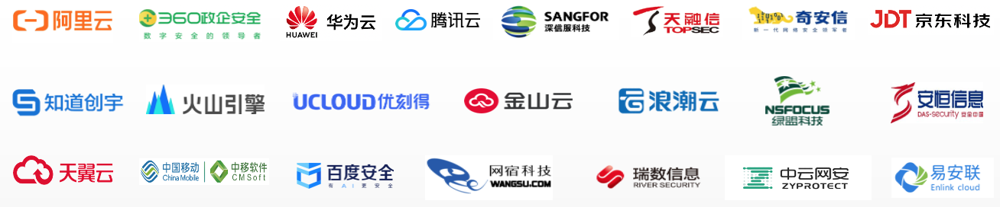 阿里云
360政企安全
数字安全的领导者
HUAWEI
华为云
腾讯云
SANGFOR
深信服科技
天融信
TOPSEC
奇安信
新一代网络安全领军者
JDT 京东科技
知道创宇
火山引擎
UCLOUD优刻得
金山云
浪潮云
NSFOCUS
绿盟科技
安恒信息
DAS-security 安全中国
天翼云
中国移动
China Mobile
中移软件
CMSoft
百度安全
有AI更安全
网宿科技
WANGSU.COM
瑞数信息
RIVER SECURITY
中云网安
ZYPROTECT
易安联
Enlink cloud